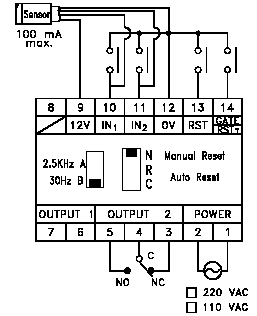 Sensor
100 mA
max.
8 9 10 11 12 13 14
12V IN1 IN2 0V RST GATE
RST
2.5KHz A
30Hz B
N
R
C
Manual Reset
Auto Reset
OUTPUT 1 OUTPUT 2 POWER
7 6 5 4 3 2 1
C
NO NC
220 VAC
110 VAC